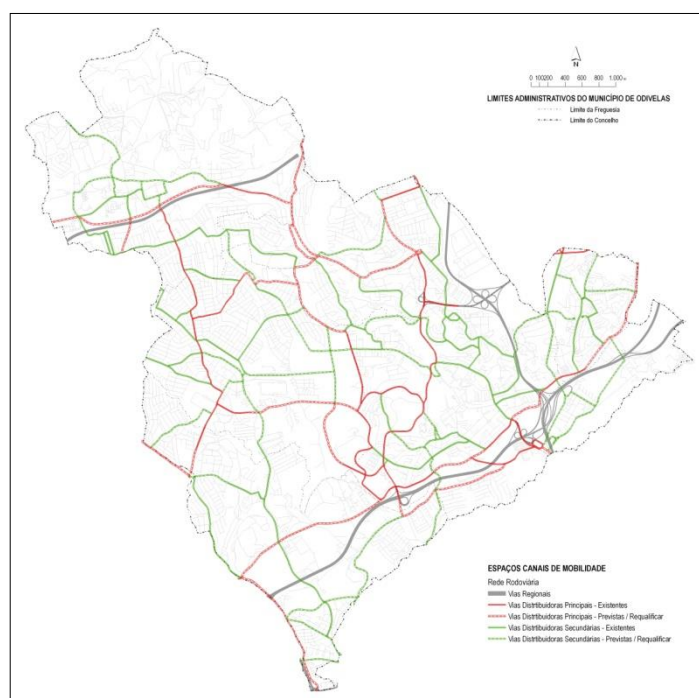 N
0 100200 400 600 800 1.000 m
LIMITES ADMINISTRATIVOS DO MUNICÍPIO DE ODIVELAS
Limite da Freguesia
Limite do Concelho
ESPAÇOS CANAIS DE MOBILIDADE
Rede Rodoviária
Vias Regionais
Vias Distribuidoras Principais - Existentes
Vias Distribuidoras Principais - Previstas / Requalificar
Vias Distribuidoras Secundárias - Existentes
Vias Distribuidoras Secundárias - Previstas / Requalificar